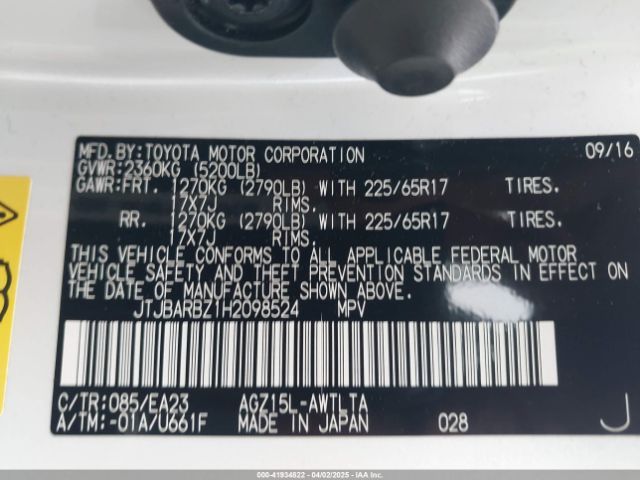 MFD.BY:TOYOTA MOTOR CORPORATION 09/16
GVWR:2360KG (5200LB)
GAWR:FRT. 1270KG (2790LB) WITH 225/65R17 TIRES.
17X7J RIMS.
RR. 1270KG (2790LB) WITH 225/65R17 TIRES.
17X7J RIMS.
THIS VEHICLE CONFORMS TO ALL APPLICABLE FEDERAL MOTOR
VEHICLE SAFETY AND THEFT PREVENTION STANDARDS IN EFFECT ON
THE DATE OF MANUFACTURE SHOWN ABOVE.
JTJBARBZ1H2098524 MPV
C/TR:085/EA23 AGZ15L-AWTLTA
A/TM:-01A/U661F MADE IN JAPAN 028 J
000-41934622 04/02/2025 - CANADA